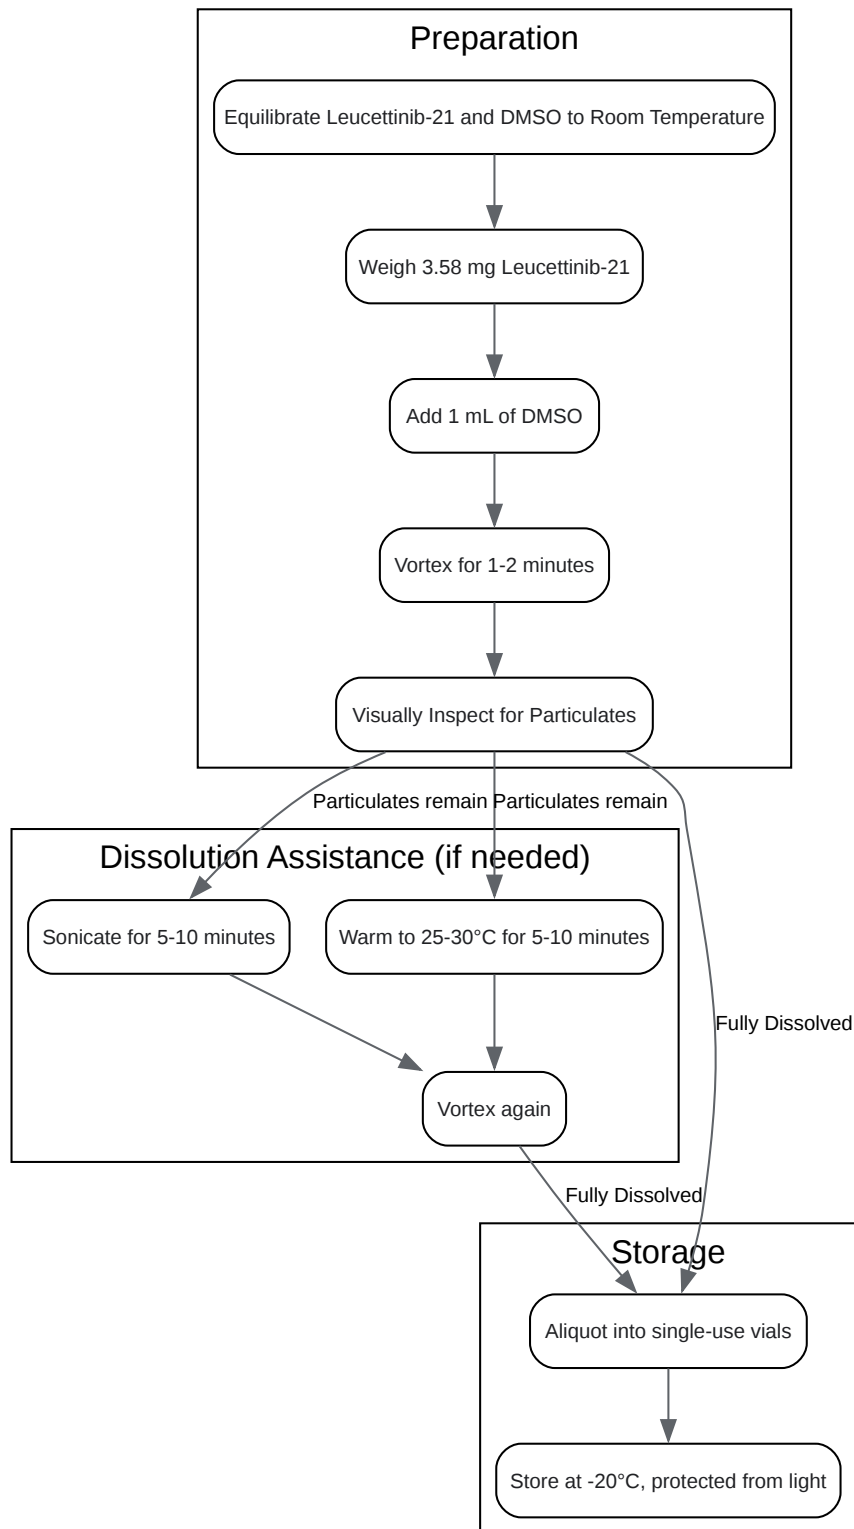 Preparation
Equilibrate Leucettinib-21 and DMSO to Room Temperature
Weigh 3.58 mg Leucettinib-21
Add 1 mL of DMSO
Vortex for 1-2 minutes
Visually Inspect for Particulates
Particulates remain
Particulates remain
Dissolution Assistance (if needed)
Sonicate for 5-10 minutes
Warm to 25-30°C for 5-10 minutes
Fully Dissolved
Vortex again
Fully Dissolved
Storage
Aliquot into single-use vials
Store at -20°C, protected from light